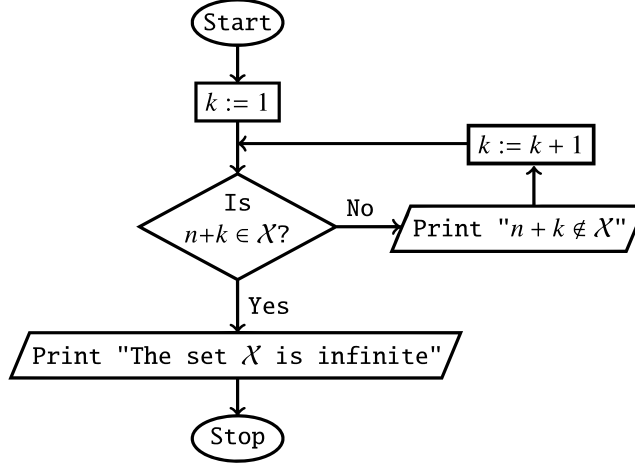 Start
k := 1
k := k + 1
Is
n+k ∈ 𝒳?
No
Print "n + k ∉ 𝒳"
Yes
Print "The set 𝒳 is infinite"
Stop